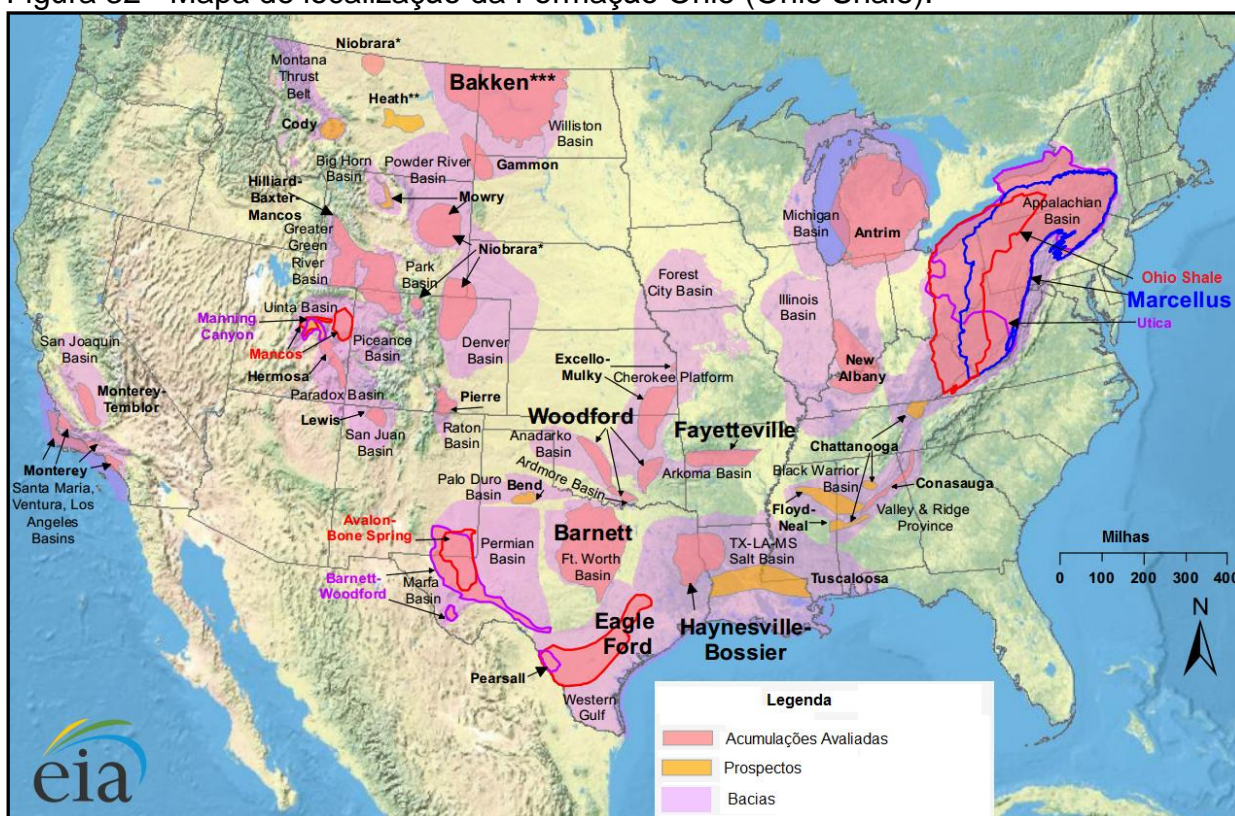 Figura 32 - Mapa de localização da Formação Ohio (Ohio Shale).
Niobrara*
Montana
Thrust
Belt
Bakken***
Heath**
Cody
Williston
Basin
Big Horn
Basin
Powder River
Basin
Gammon
Hilliard-
Baxter-
Mancos
Mowry
Greater
Green
River
Basin
Park
Basin
Niobrara*
Michigan
Basin
Antrim
Appalachian
Basin
Ohio Shale
Marcellus
Utica
Forest
City Basin
Illinois
Basin
Uinta Basin
Manning
Canyon
Mancos
Piceance
Basin
Denver
Basin
San Joaquin
Basin
Hermosa
Excello-
Mulky
Cherokee Platform
New
Albany
Monterey-
Temblor
Paradox Basin
Pierre
Lewis
San Juan
Basin
Raton
Basin
Woodford
Anadarko
Basin
Fayetteville
Chattanooga
Monterey
Santa Maria,
Ventura, Los
Angeles
Basins
Ardmore Basin
Arkoma Basin
Black Warrior
Basin
Conasauga
Palo Duro
Basin
Bend
Floyd-
Neal
Valley & Ridge
Province
Avalon-
Bone Spring
Permian
Basin
Barnett
Ft. Worth
Basin
TX-LA-MS
Salt Basin
Tuscaloosa
Milhas
0 100 200 300 400
N
Barnett-
Woodford
Marfa
Basin
Eagle
Ford
Haynesville-
Bossier
Pearsall
Western
Gulf
Legenda
Acumulações Avaliadas
Prospectos
Bacias
eia